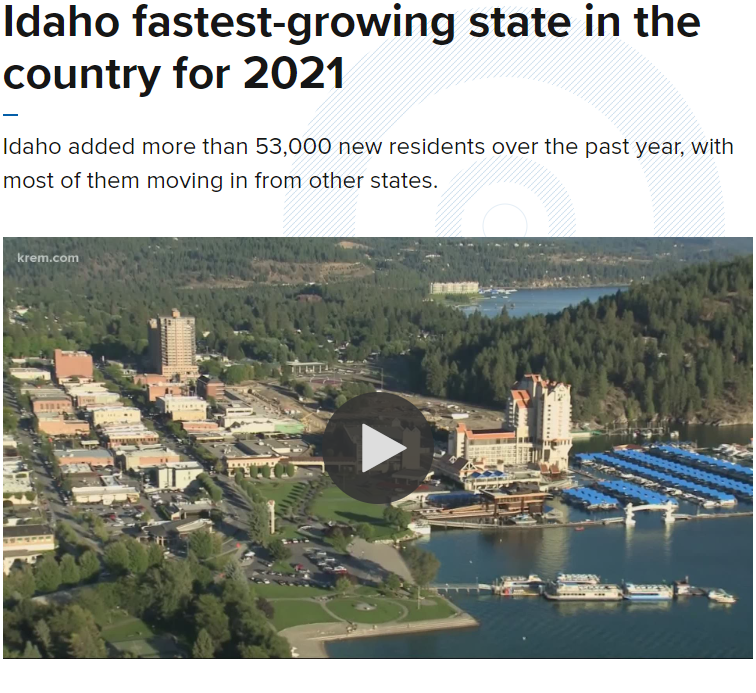 Idaho fastest-growing state in the
country for 2021
Idaho added more than 53,000 new residents over the past year, with
most of them moving in from other states.
krem.com